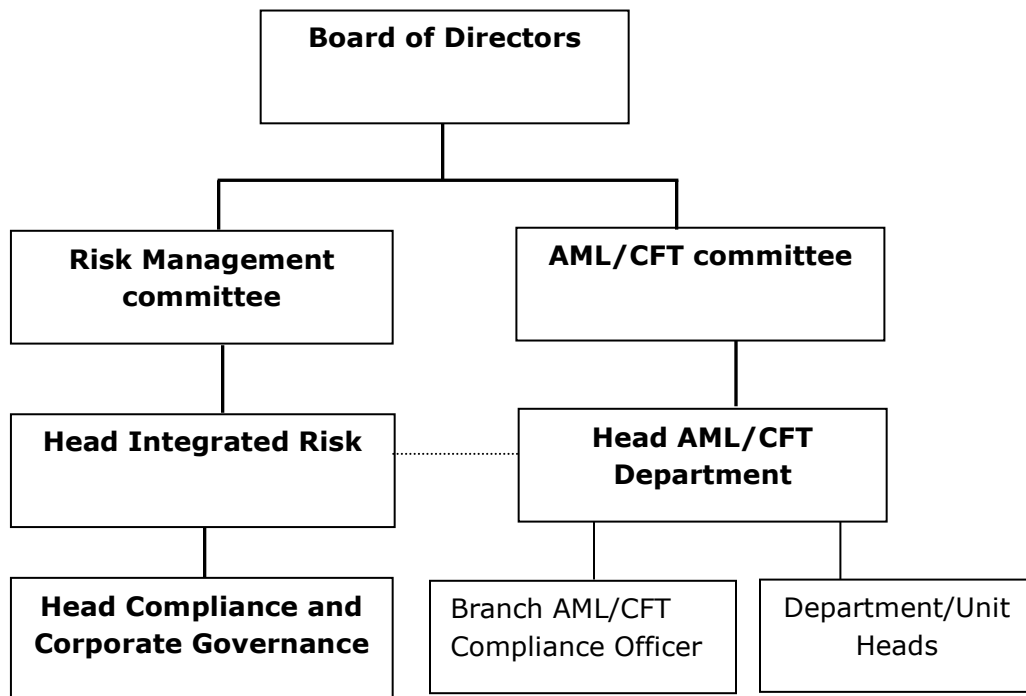 Board of Directors
Risk Management
committee
AML/CFT committee
Head Integrated Risk
Head AML/CFT
Department
Head Compliance and
Corporate Governance
Branch AML/CFT
Compliance Officer
Department/Unit
Heads